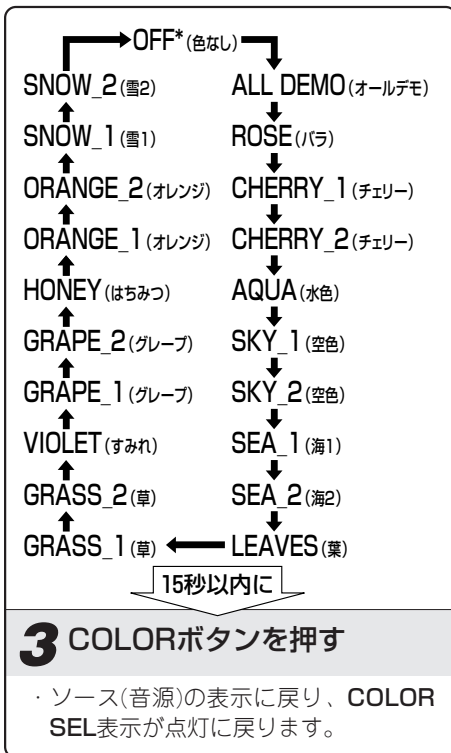 OFF*(色なし)
SNOW_2(雪2) ALL DEMO(オールデモ)
SNOW_1(雪1) ROSE(バラ)
ORANGE_2(オレンジ) CHERRY_1(チェリー)
ORANGE_1(オレンジ) CHERRY_2(チェリー)
HONEY(はちみつ) AQUA(水色)
GRAPE_2(グレープ) SKY_1(空色)
GRAPE_1(グレープ) SKY_2(空色)
VIOLET(すみれ) SEA_1(海1)
GRASS_2(草) SEA_2(海2)
GRASS_1(草) LEAVES(葉)
15秒以内に
3 COLORボタンを押す
・ソース(音源)の表示に戻り、COLOR
SEL表示が点灯に戻ります。